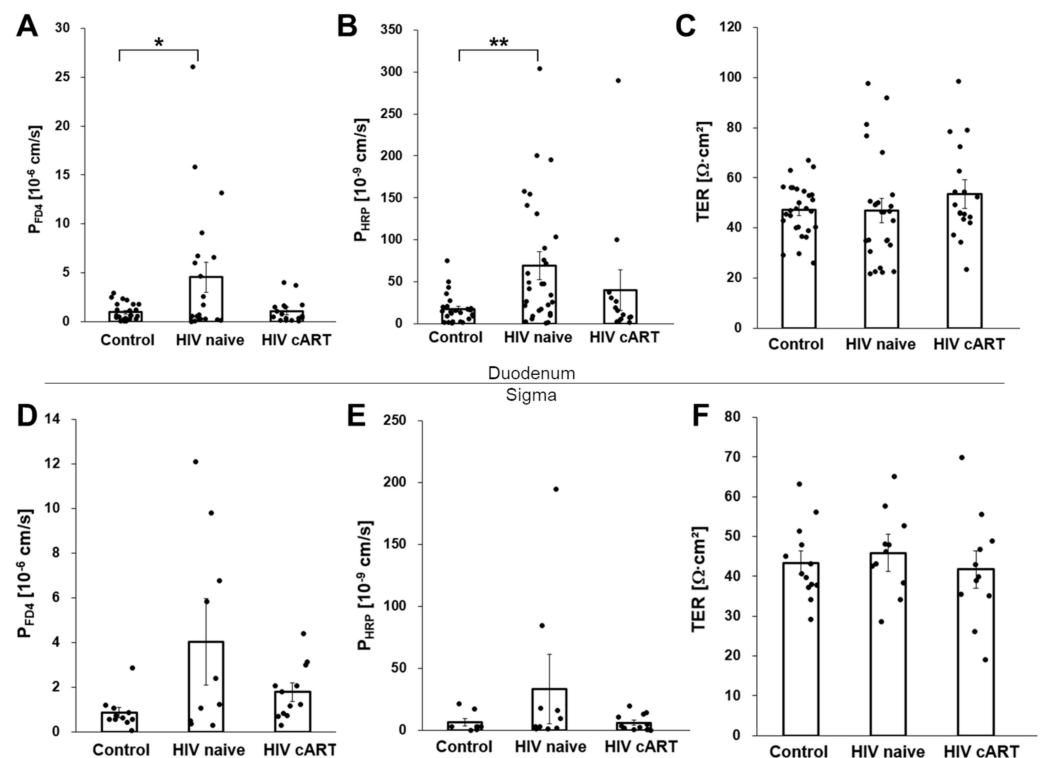 A
P_FD4 [10⁻⁶ cm/s]
30
25
20
15
10
5
0
*
Control
HIV naive
HIV cART
B
P_HRP [10⁻⁹ cm/s]
350
300
250
200
150
100
50
0
**
Control
HIV naive
HIV cART
C
TER [Ω·cm²]
120
100
80
60
40
20
0
Control
HIV naive
HIV cART
Duodenum
Sigma
D
P_FD4 [10⁻⁶ cm/s]
14
12
10
8
6
4
2
0
Control
HIV naive
HIV cART
E
P_HRP [10⁻⁹ cm/s]
250
200
150
100
50
0
Control
HIV naive
HIV cART
F
TER [Ω·cm²]
80
70
60
50
40
30
20
10
0
Control
HIV naive
HIV cART